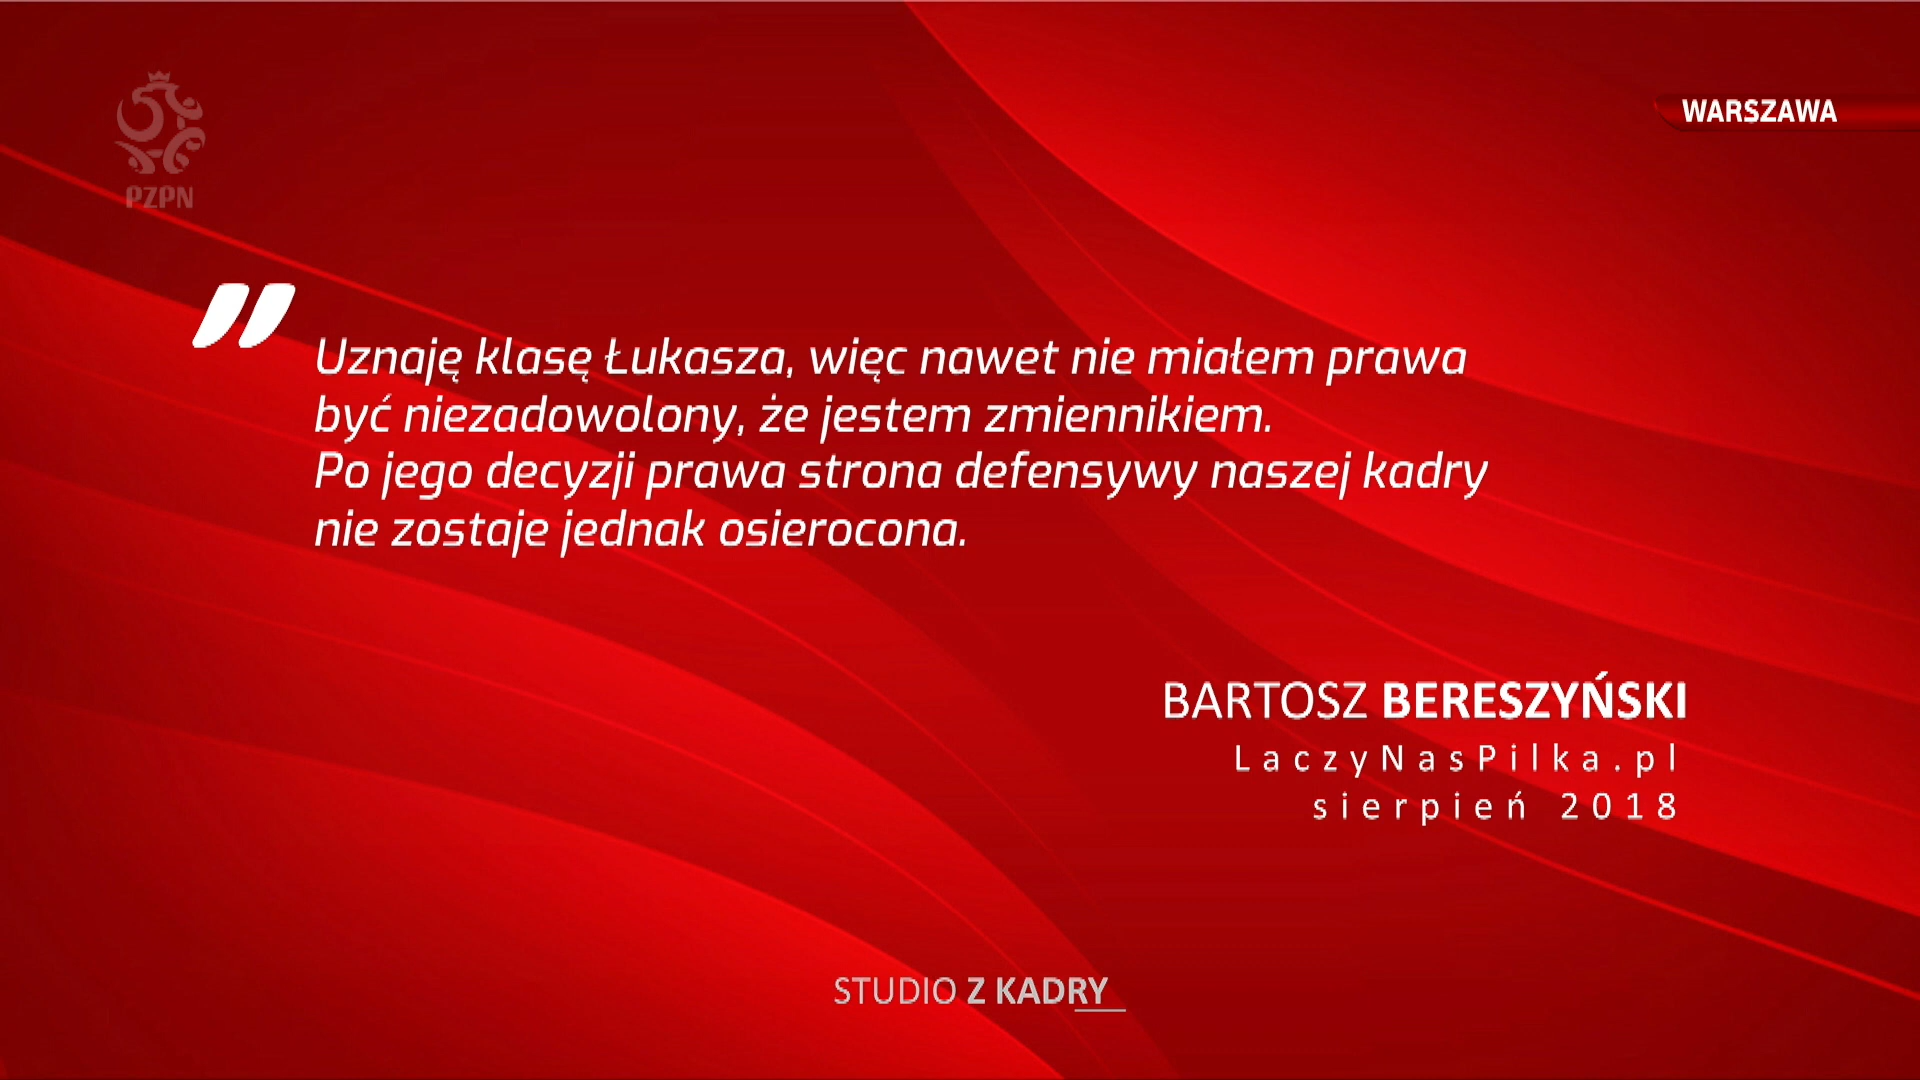 PZPN
WARSZAWA
" Uznaję klasę Łukasza, więc nawet nie miałem prawa
być niezadowolony, że jestem zmiennikiem.
Po jego decyzji prawa strona defensywy naszej kadry
nie zostaje jednak osierocona.
BARTOSZ BERESZYŃSKI
LaczyNasPilka.pl
sierpień 2018
STUDIO Z KADRY